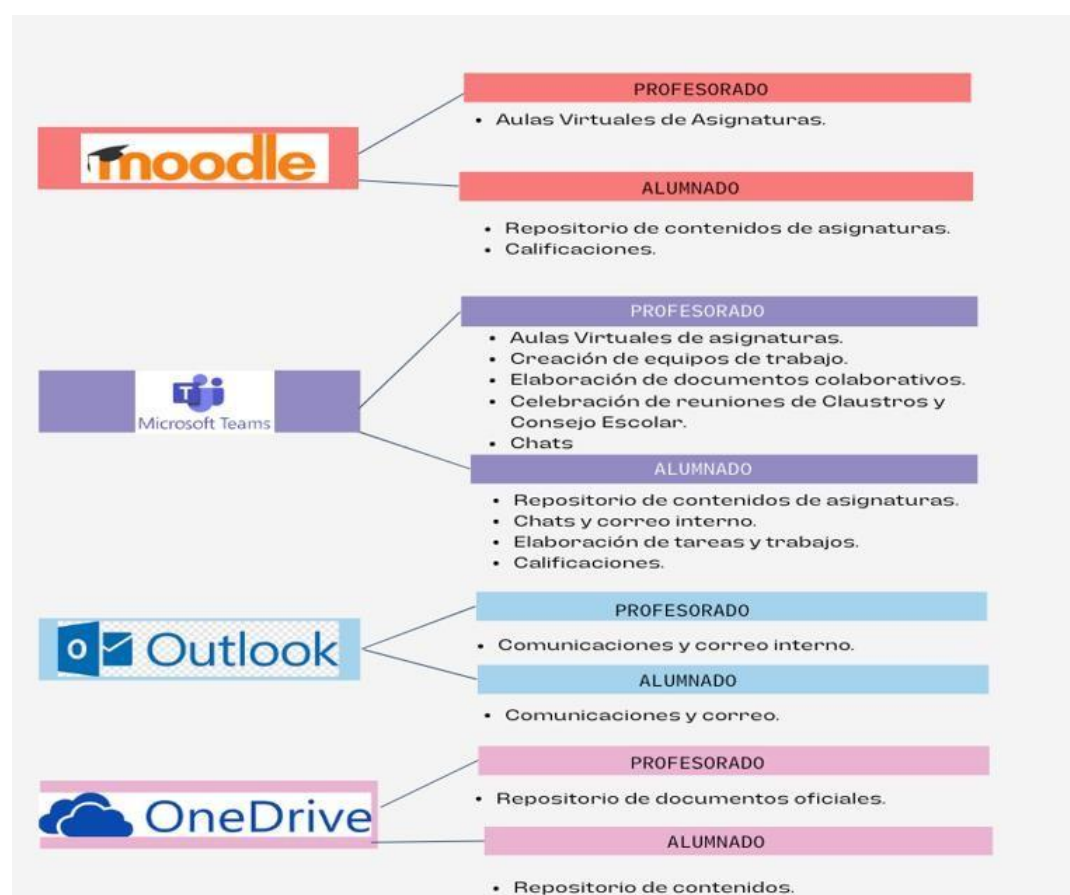 PROFESORADO
• Aulas Virtuales de Asignaturas.
moodle
ALUMNADO
• Repositorio de contenidos de asignaturas.
• Calificaciones.
PROFESORADO
• Aulas Virtuales de asignaturas.
• Creación de equipos de trabajo.
• Elaboración de documentos colaborativos.
• Celebración de reuniones de Claustros y
Consejo Escolar.
• Chats
T
Microsoft Teams
ALUMNADO
• Repositorio de contenidos de asignaturas.
• Chats y correo interno.
• Elaboración de tareas y trabajos.
• Calificaciones.
PROFESORADO
• Comunicaciones y correo interno.
O Outlook
ALUMNADO
• Comunicaciones y correo.
PROFESORADO
• Repositorio de documentos oficiales.
OneDrive
ALUMNADO
• Repositorio de contenidos.